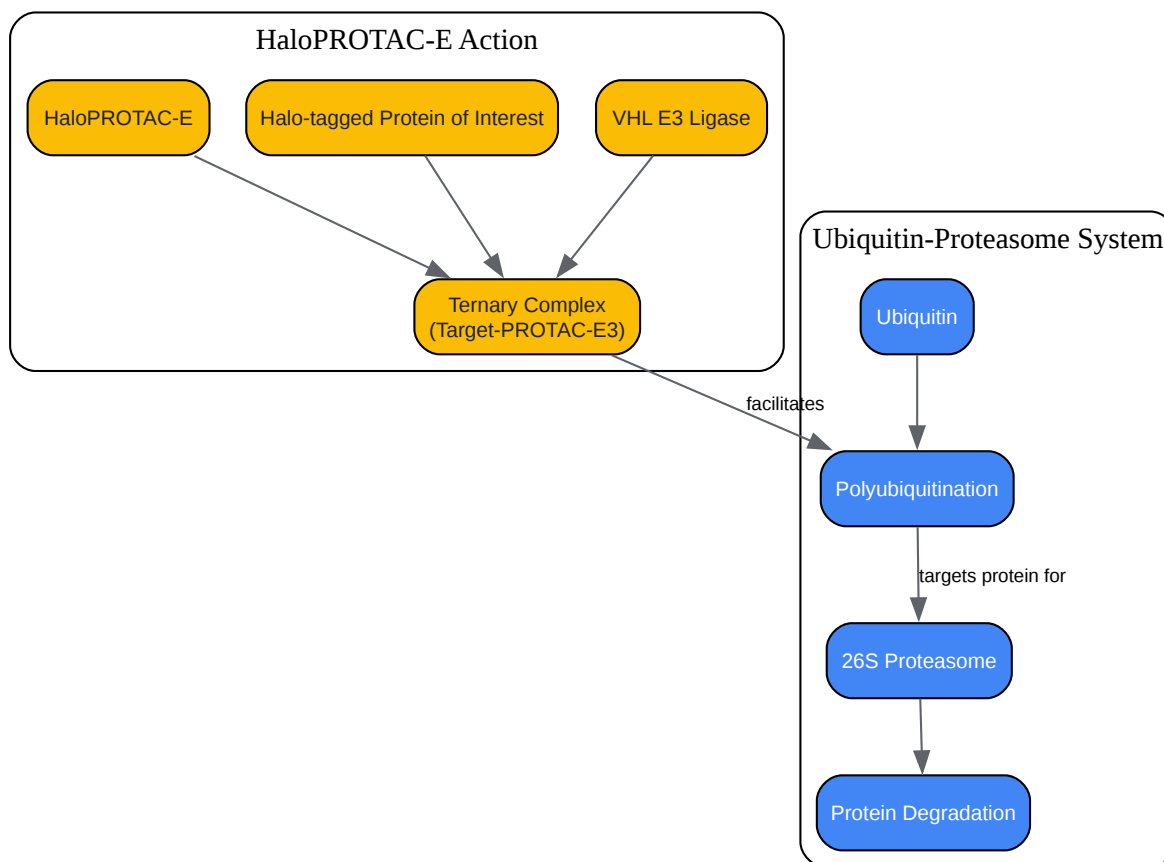 HaloPROTAC-E Action
HaloPROTAC-E
Halo-tagged Protein of Interest
VHL E3 Ligase
Ternary Complex
(Target-PROTAC-E3)
facilitates
Ubiquitin-Proteasome System
Ubiquitin
Polyubiquitination
targets protein for
26S Proteasome
Protein Degradation